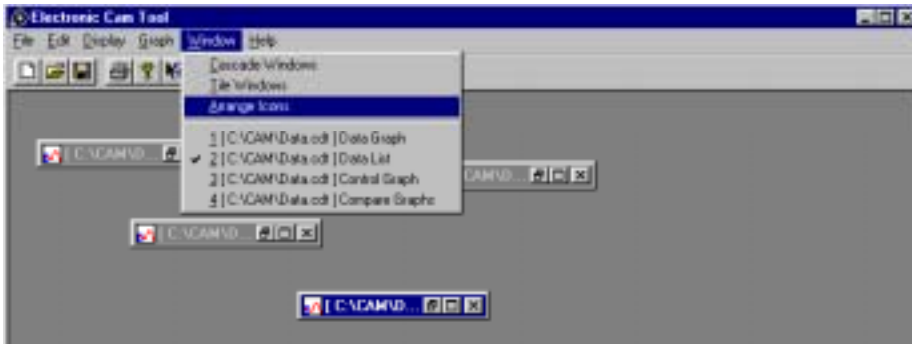 Electronic Cam Tool
File Edit Display Graph Window Help
Cascade Windows
Tile Windows
Arrange Icons
1 [ C:\CAM\Data.cdt ] Data Graph
2 [ C:\CAM\Data.cdt ] Data List
3 [ C:\CAM\Data.cdt ] Control Graph
4 [ C:\CAM\Data.cdt ] Compare Graphs
[ C:\CAM\D...
CAM\D...
[ C:\CAM\D...
[ C:\CAM\D...